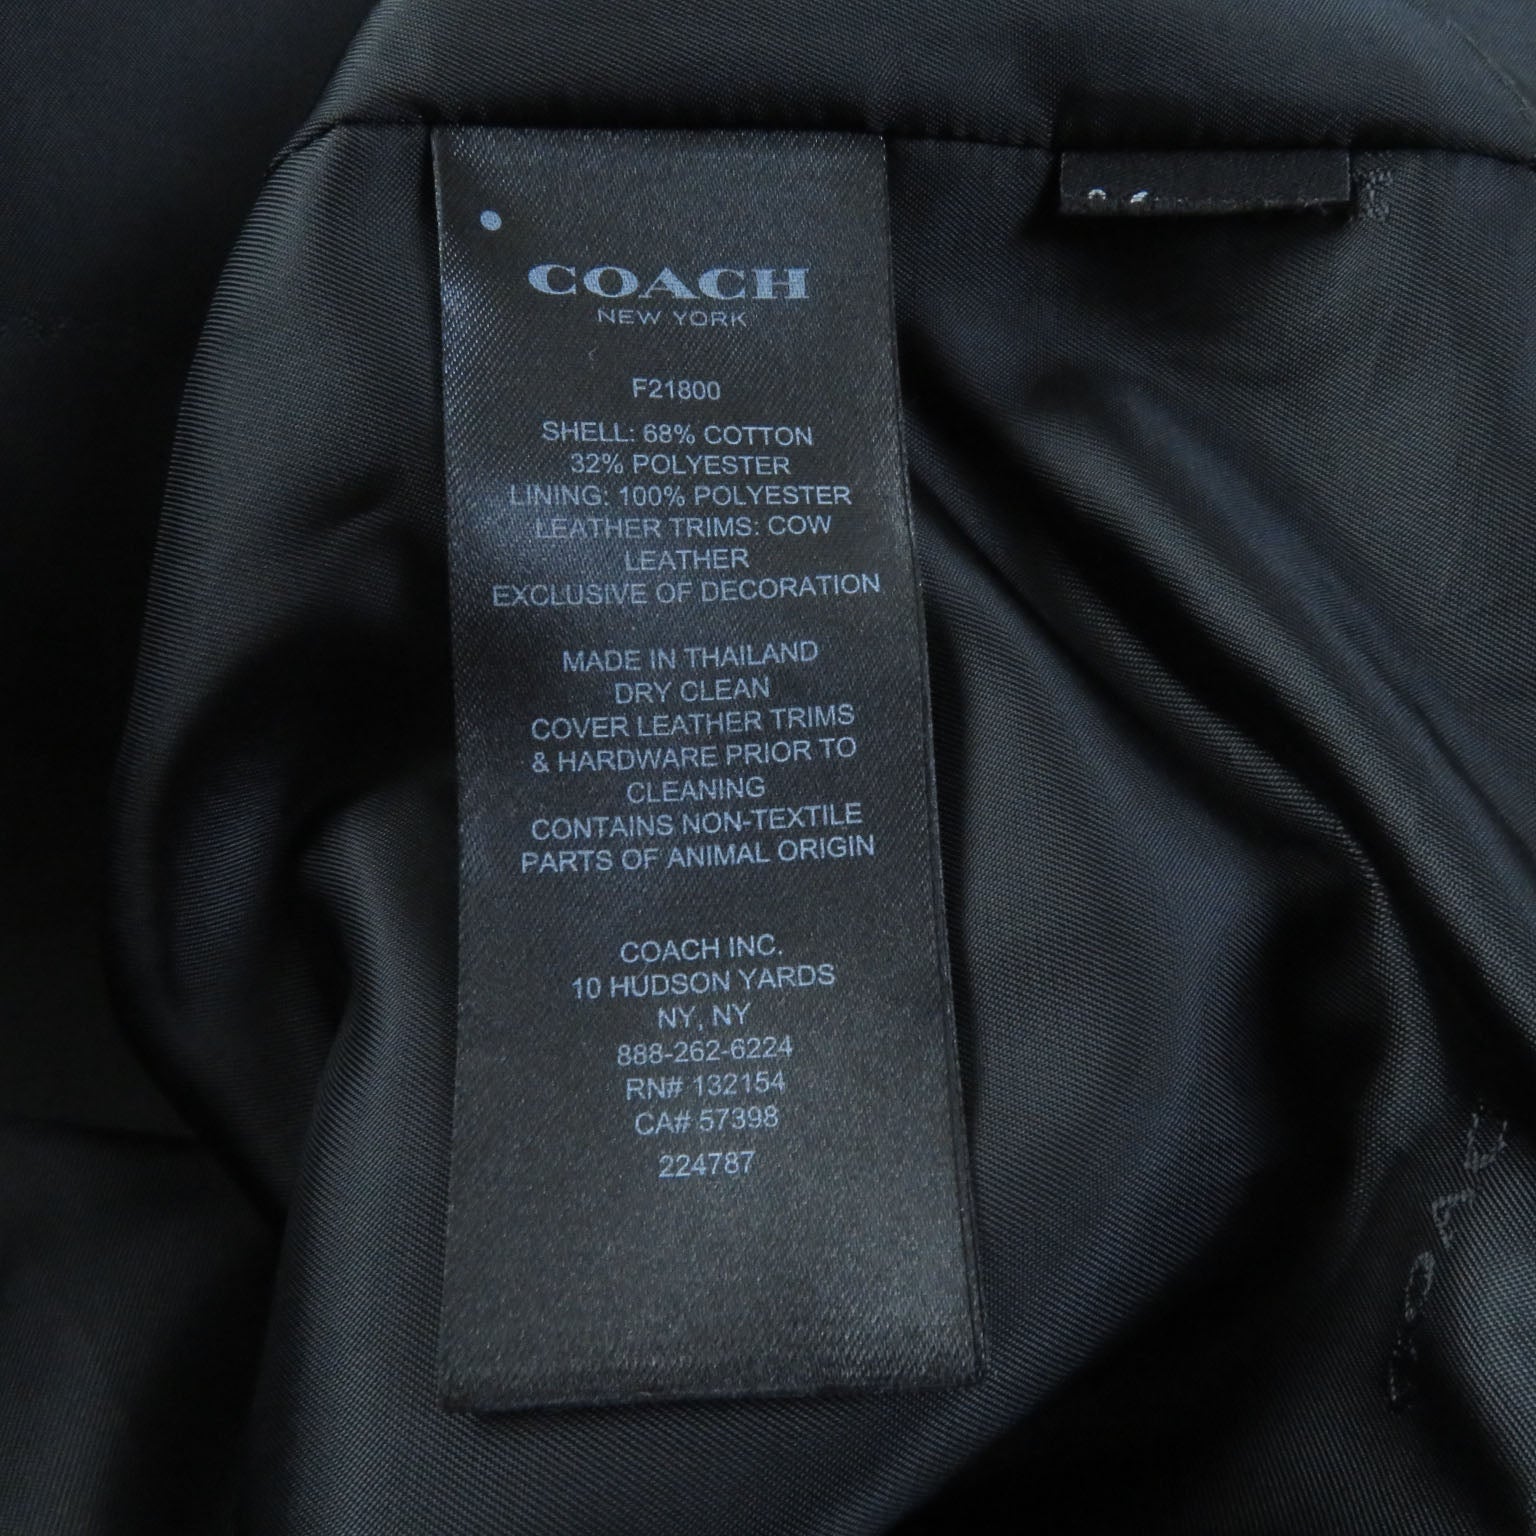 COACH
NEW YORK
F21800
SHELL: 68% COTTON
32% POLYESTER
LINING: 100% POLYESTER
LEATHER TRIMS: COW
LEATHER
EXCLUSIVE OF DECORATION
MADE IN THAILAND
DRY CLEAN
COVER LEATHER TRIMS
& HARDWARE PRIOR TO
CLEANING
CONTAINS NON-TEXTILE
PARTS OF ANIMAL ORIGIN
COACH INC.
10 HUDSON YARDS
NY, NY
888-262-6224
RN# 132154
CA# 57398
224787